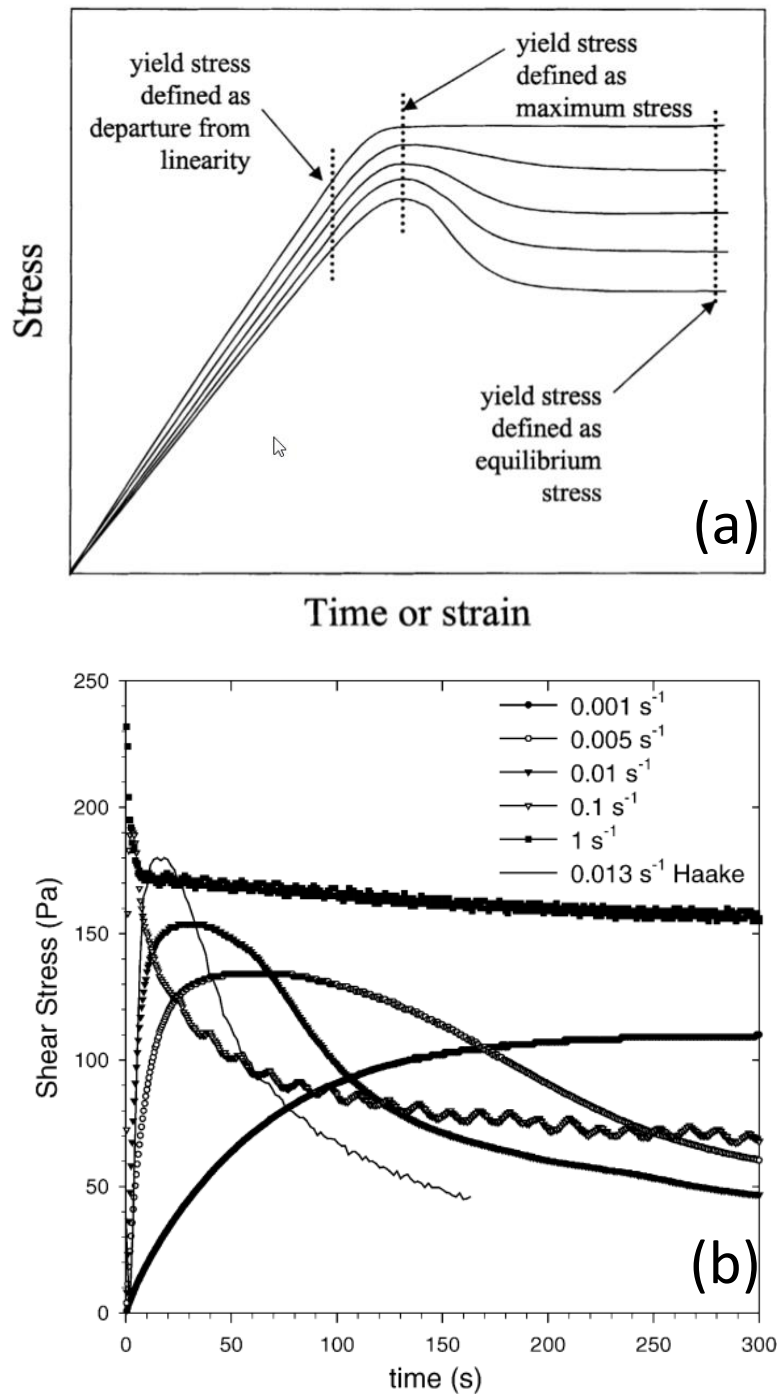 yield stress
defined as
departure from
linearity
yield stress
defined as
maximum stress
Stress
yield stress
defined as
equilibrium
stress
(a)
Time or strain
250
200
150
100
50
0
Shear Stress (Pa)
0.001 s⁻¹
0.005 s⁻¹
0.01 s⁻¹
0.1 s⁻¹
1 s⁻¹
0.013 s⁻¹ Haake
(b)
0 50 100 150 200 250 300
time (s)